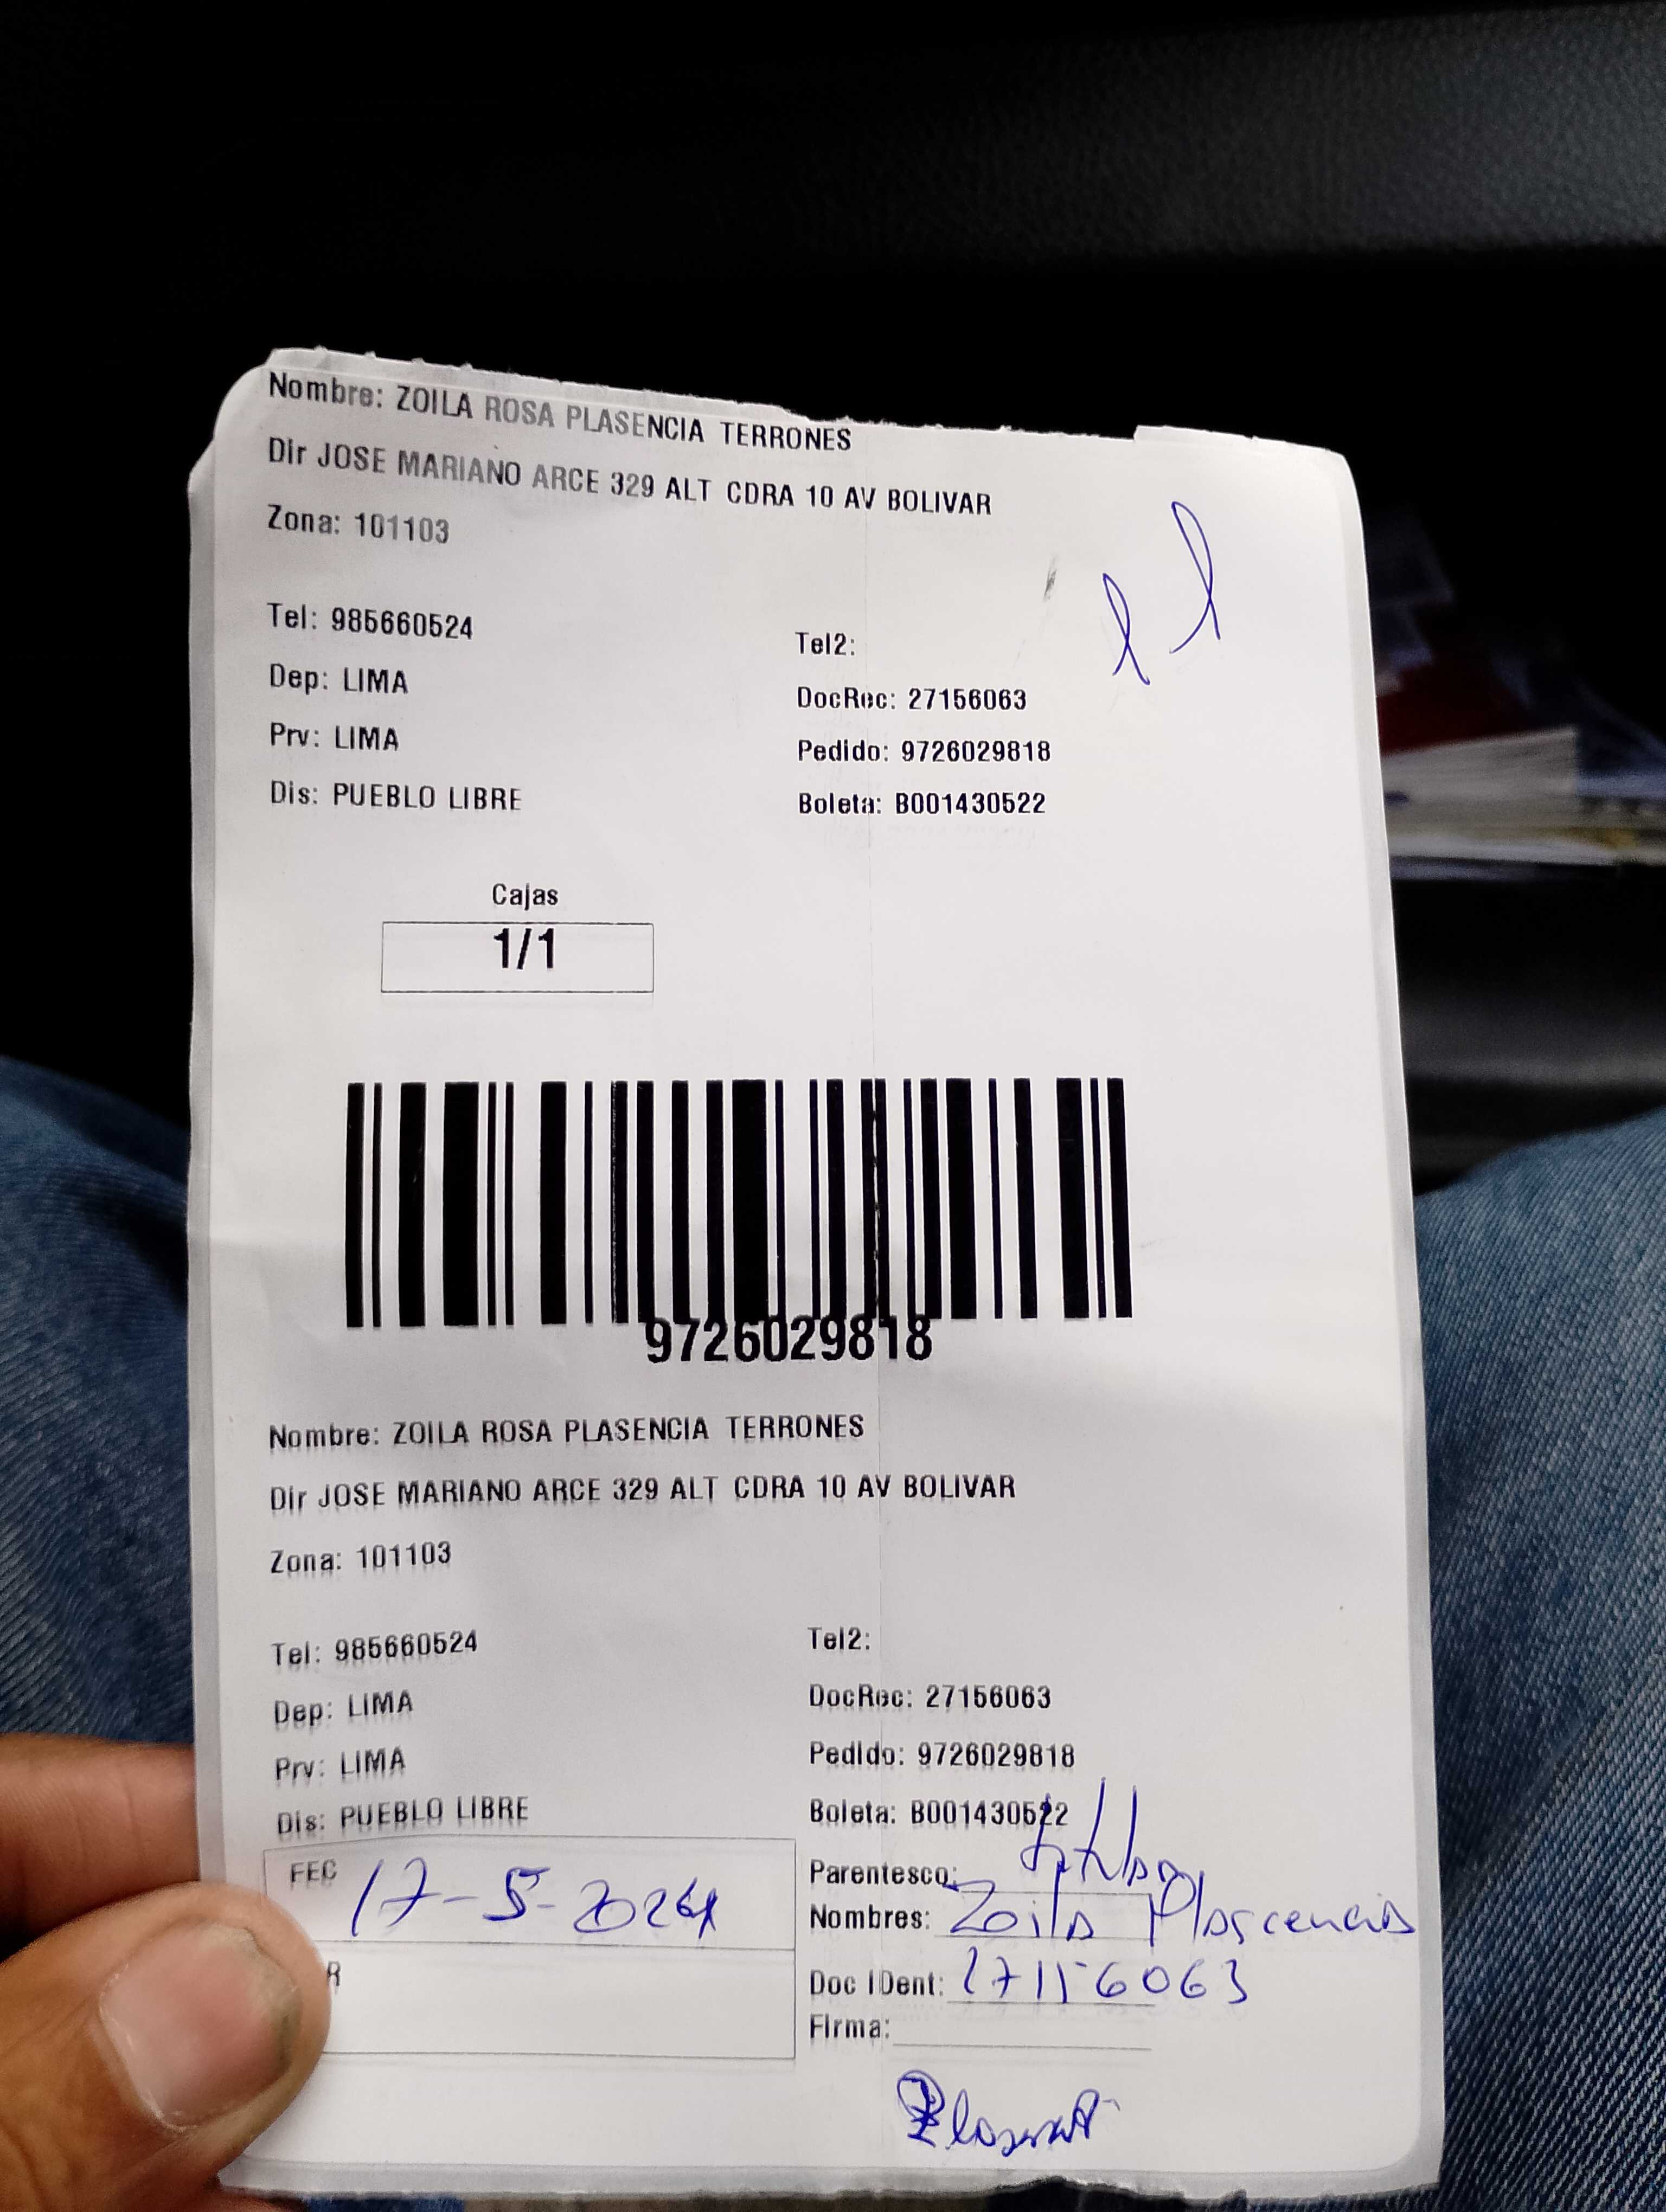 Nombre: ZOILA ROSA PLASENCIA TERRONES
Dir JOSE MARIANO ARCE 329 ALT CDRA 10 AV BOLIVAR
Zona: 101103
Tel: 985660524
Tel2:
Dep: LIMA
DocRec: 27156063
Prv: LIMA
Pedido: 9726029818
Dis: PUEBLO LIBRE
Boleta: B001430522
Cajas
1/1
9726029818
Nombre: ZOILA ROSA PLASENCIA TERRONES
Dir JOSE MARIANO ARCE 329 ALT CDRA 10 AV BOLIVAR
Zona: 101103
Tel: 985660524
Tel2:
Dep: LIMA
DocRec: 27156063
Prv: LIMA
Pedido: 9726029818
Dis: PUEBLO LIBRE
Boleta: B001430522
FEC 17-5-2024
Parentesco:
Nombres: Zoila Plascencia
R
Doc IDent: 27156063
Firma: